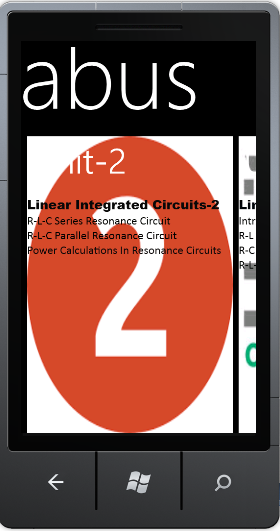 abus
nit-2
Linear Integrated Circuits-2
R-L-C Series Resonance Circuit
R-L-C Parallel Resonance Circuit
Power Calculations In Resonance Circuits
2
Lin
Intr
R-L
R-C
R-L-